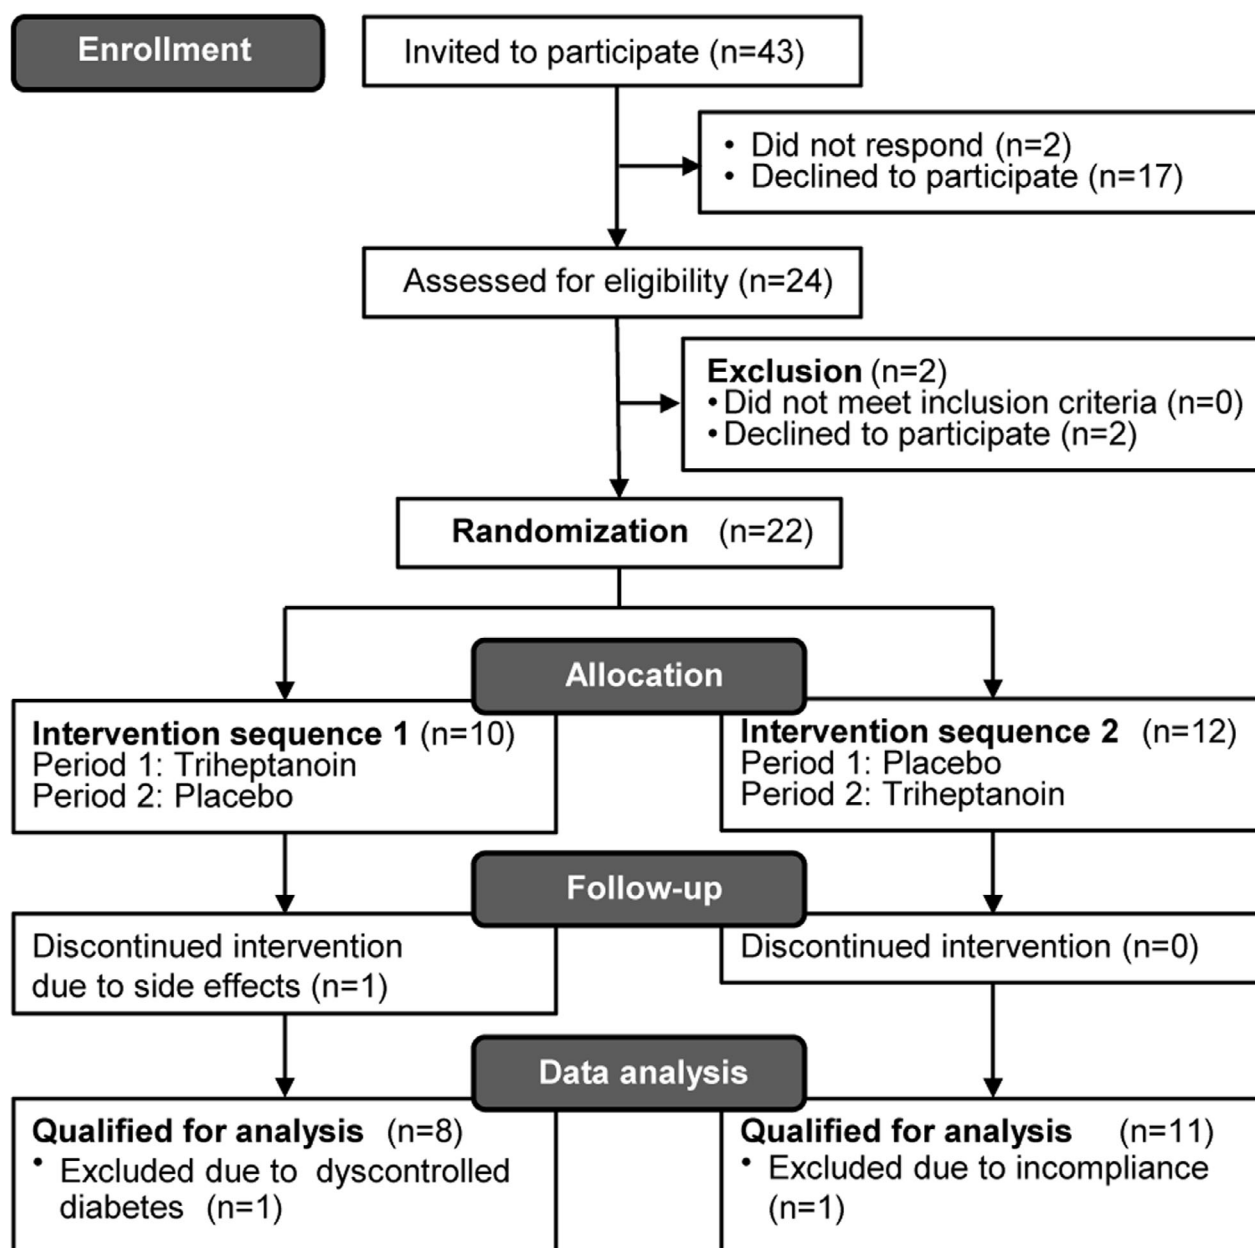 Enrollment
Invited to participate (n=43)
• Did not respond (n=2)
• Declined to participate (n=17)
Assessed for eligibility (n=24)
Exclusion (n=2)
• Did not meet inclusion criteria (n=0)
• Declined to participate (n=2)
Randomization (n=22)
Allocation
Intervention sequence 1 (n=10)
Period 1: Triheptanoin
Period 2: Placebo
Intervention sequence 2 (n=12)
Period 1: Placebo
Period 2: Triheptanoin
Follow-up
Discontinued intervention
due to side effects (n=1)
Discontinued intervention (n=0)
Data analysis
Qualified for analysis (n=8)
• Excluded due to dyscontrolled
diabetes (n=1)
Qualified for analysis (n=11)
• Excluded due to incompliance
(n=1)